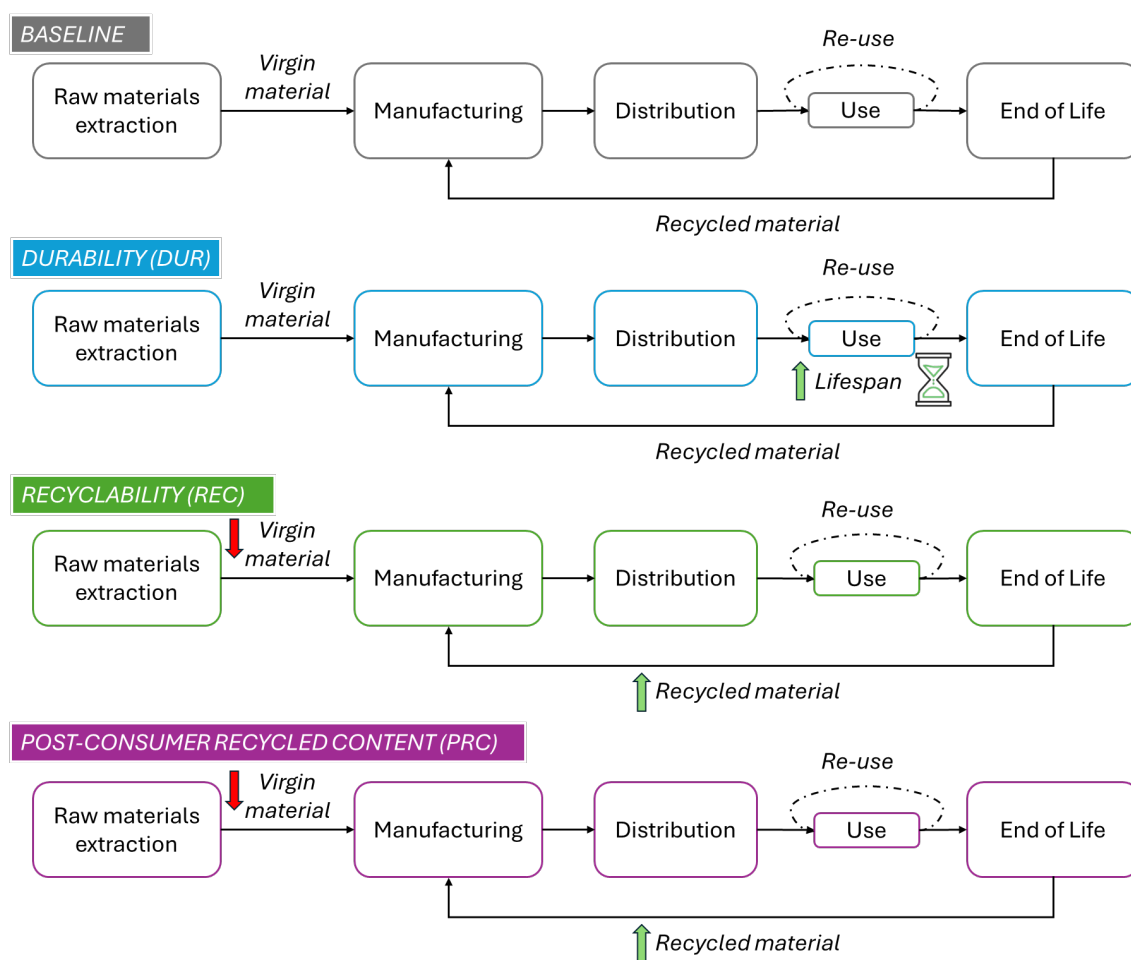 BASELINE
Re-use
Virgin
material
Raw materials
extraction
Manufacturing
Distribution
Use
End of Life
Recycled material
DURABILITY (DUR)
Re-use
Virgin
material
Raw materials
extraction
Manufacturing
Distribution
Use
End of Life
Lifespan
Recycled material
RECYCLABILITY (REC)
Re-use
Virgin
material
Raw materials
extraction
Manufacturing
Distribution
Use
End of Life
Recycled material
POST-CONSUMER RECYCLED CONTENT (PRC)
Re-use
Virgin
material
Raw materials
extraction
Manufacturing
Distribution
Use
End of Life
Recycled material